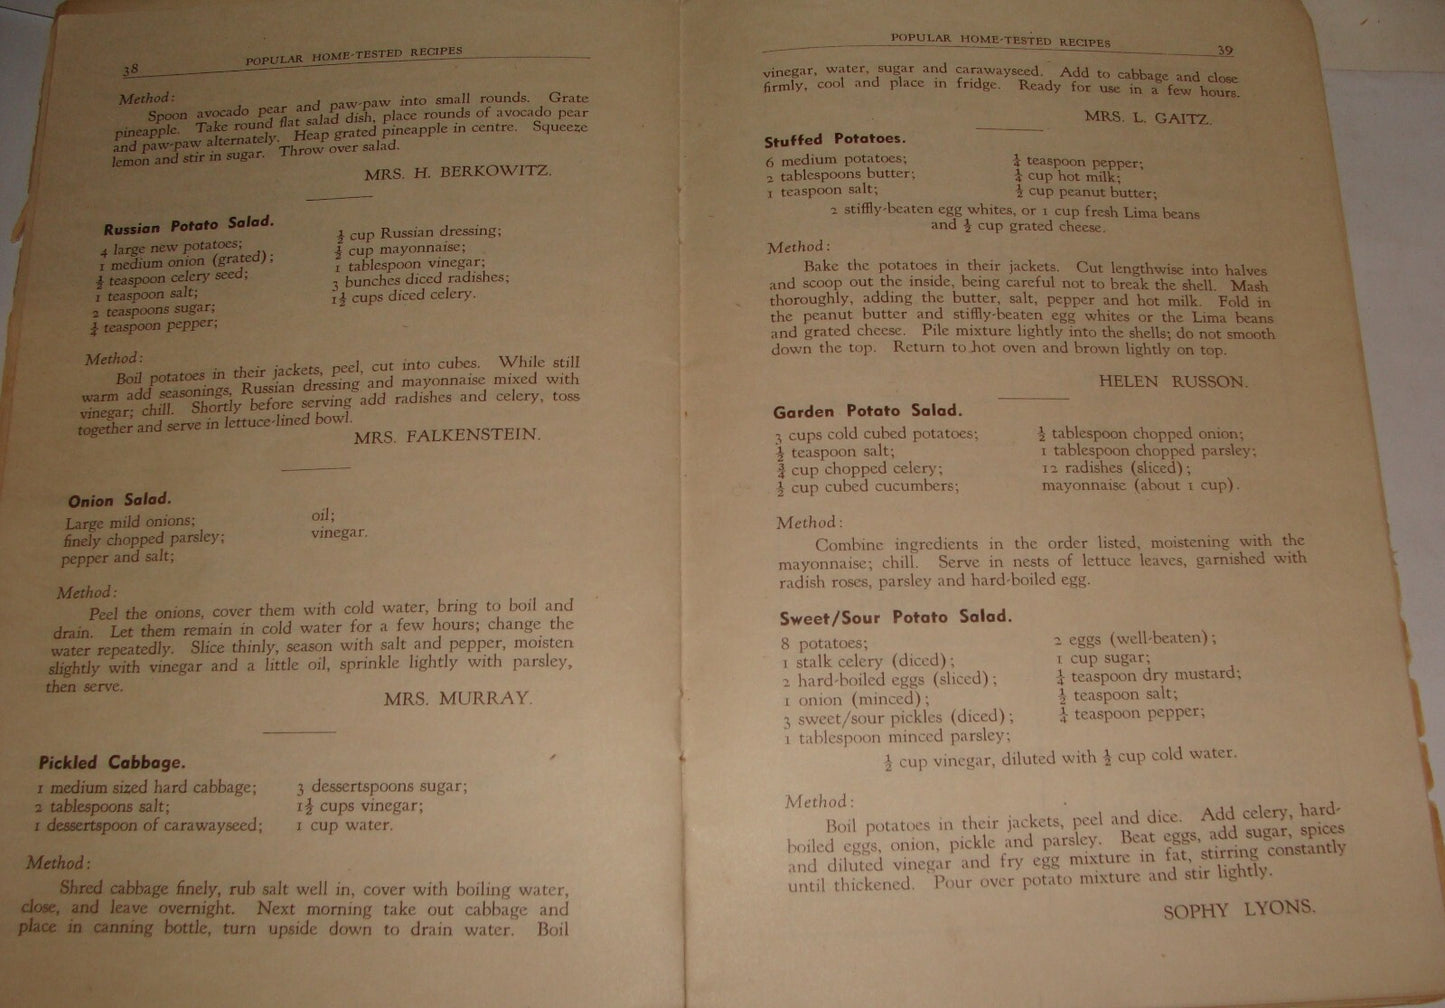 38
POPULAR HOME-TESTED RECIPES
Method:
Spoon avocado pear and paw-paw into small rounds. Grate
pineapple. Take round flat salad dish, place rounds of avocado pear
and paw-paw alternately. Heap grated pineapple in centre. Squeeze
lemon and stir in sugar. Throw over salad.
MRS. H. BERKOWITZ.
Russian Potato Salad.
4 large new potatoes;
1 medium onion (grated);
½ teaspoon celery seed;
1 teaspoon salt;
2 teaspoons sugar;
¼ teaspoon pepper;
½ cup Russian dressing;
½ cup mayonnaise;
1 tablespoon vinegar;
3 bunches diced radishes;
1½ cups diced celery.
Method:
Boil potatoes in their jackets, peel, cut into cubes. While still
warm add seasonings, Russian dressing and mayonnaise mixed with
vinegar; chill. Shortly before serving add radishes and celery, toss
together and serve in lettuce-lined bowl.
MRS. FALKENSTEIN.
Onion Salad.
Large mild onions;
finely chopped parsley;
pepper and salt;
oil;
vinegar.
Method:
Peel the onions, cover them with cold water, bring to boil and
drain. Let them remain in cold water for a few hours; change the
water repeatedly. Slice thinly, season with salt and pepper, moisten
slightly with vinegar and a little oil, sprinkle lightly with parsley,
then serve.
MRS. MURRAY.
Pickled Cabbage.
1 medium sized hard cabbage;
2 tablespoons salt;
1 dessertspoon of carawayseed;
3 dessertspoons sugar;
1½ cups vinegar;
1 cup water.
Method:
Shred cabbage finely, rub salt well in, cover with boiling water,
close, and leave overnight. Next morning take out cabbage and
place in canning bottle, turn upside down to drain water. Boil
POPULAR HOME-TESTED RECIPES
39
vinegar, water, sugar and carawayseed. Add to cabbage and close
firmly, cool and place in fridge. Ready for use in a few hours.
MRS. L. GAITZ.
Stuffed Potatoes.
6 medium potatoes;
2 tablespoons butter;
1 teaspoon salt;
¼ teaspoon pepper;
¼ cup hot milk;
½ cup peanut butter;
2 stiffly-beaten egg whites, or 1 cup fresh Lima beans
and ½ cup grated cheese.
Method:
Bake the potatoes in their jackets. Cut lengthwise into halves
and scoop out the inside, being careful not to break the shell. Mash
thoroughly, adding the butter, salt, pepper and hot milk. Fold in
the peanut butter and stiffly-beaten egg whites or the Lima beans
and grated cheese. Pile mixture lightly into the shells; do not smooth
down the top. Return to hot oven and brown lightly on top.
HELEN RUSSON.
Garden Potato Salad.
3 cups cold cubed potatoes;
½ teaspoon salt;
¾ cup chopped celery;
½ cup cubed cucumbers;
½ tablespoon chopped onion;
1 tablespoon chopped parsley;
12 radishes (sliced);
mayonnaise (about 1 cup).
Method:
Combine ingredients in the order listed, moistening with the
mayonnaise; chill. Serve in nests of lettuce leaves, garnished with
radish roses, parsley and hard-boiled egg.
Sweet/Sour Potato Salad.
8 potatoes;
1 stalk celery (diced);
2 hard-boiled eggs (sliced);
1 onion (minced);
3 sweet/sour pickles (diced);
1 tablespoon minced parsley;
2 eggs (well-beaten);
1 cup sugar;
¼ teaspoon dry mustard;
½ teaspoon salt;
¼ teaspoon pepper;
½ cup vinegar, diluted with ½ cup cold water.
Method:
Boil potatoes in their jackets, peel and dice. Add celery, hard-
boiled eggs, onion, pickle and parsley. Beat eggs, add sugar, spices
and diluted vinegar and fry egg mixture in fat, stirring constantly
until thickened. Pour over potato mixture and stir lightly.
SOPHY LYONS.